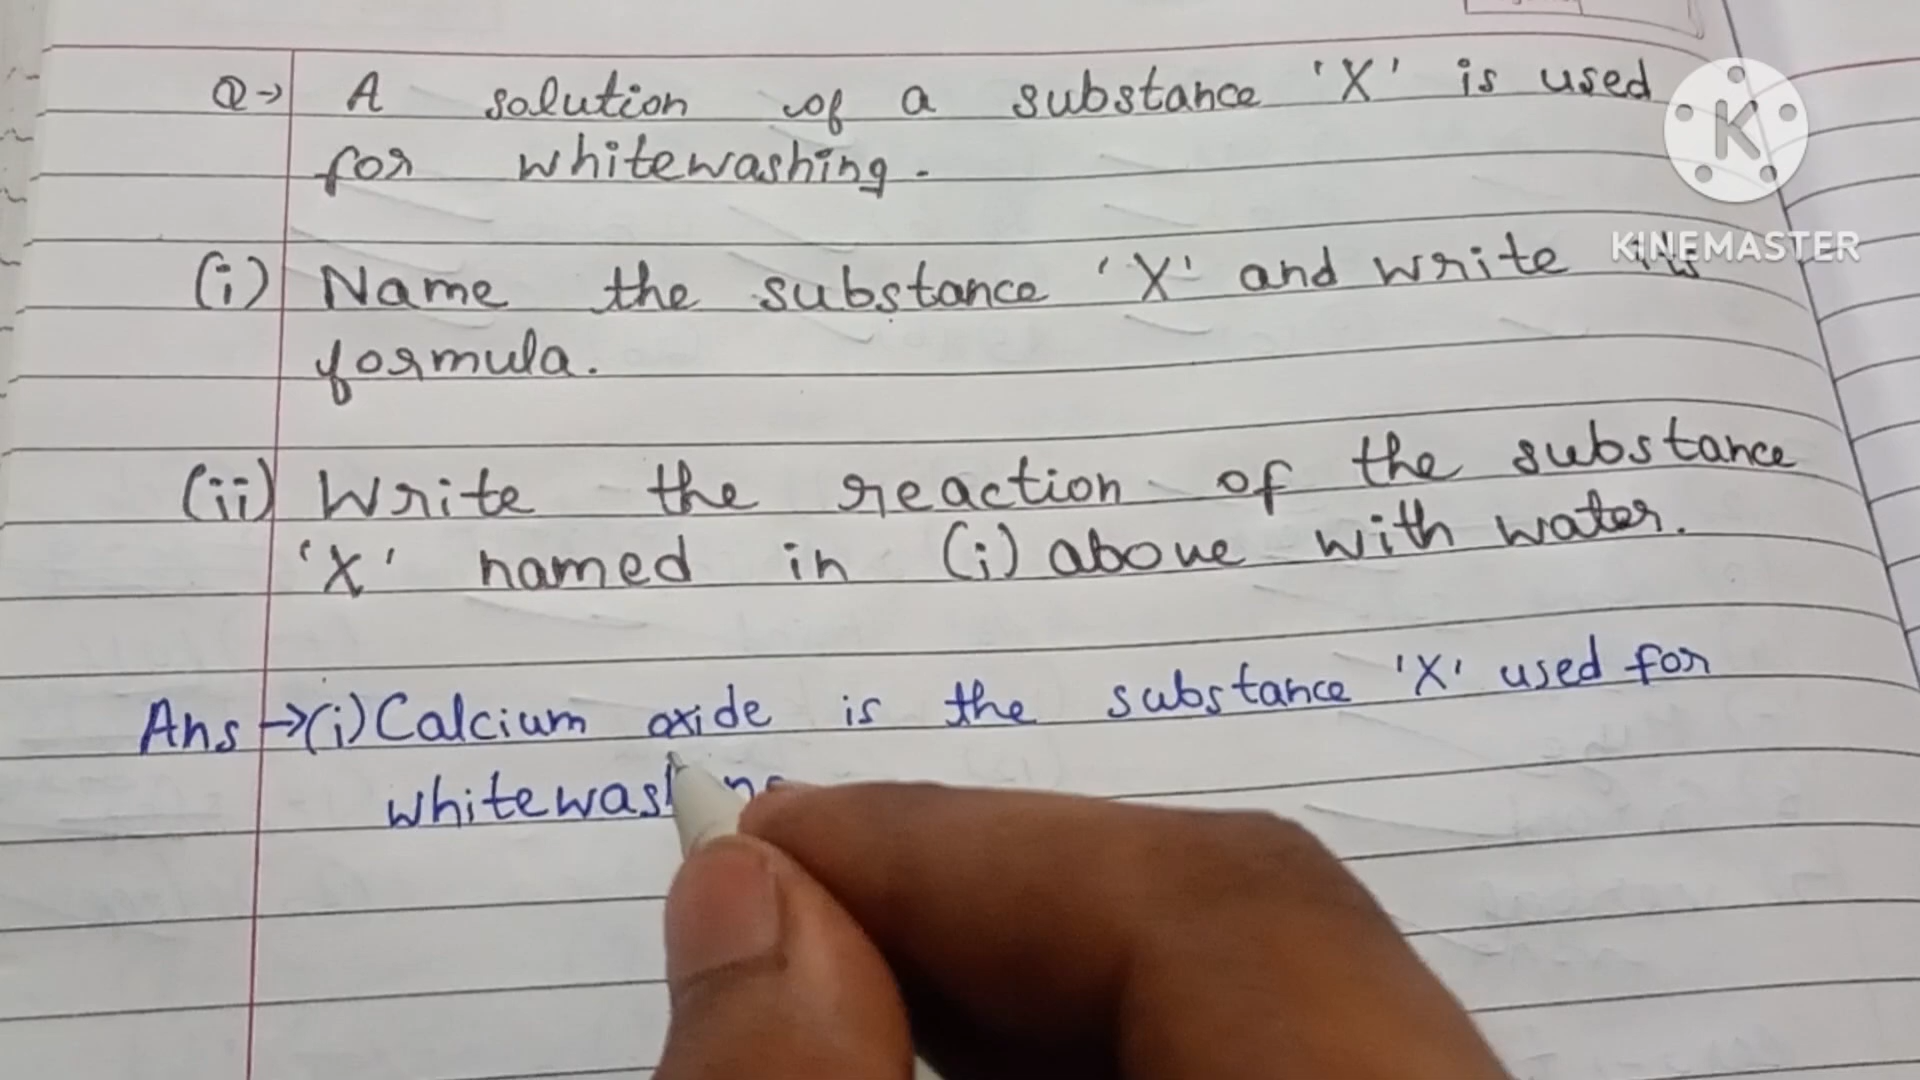 Q→ A solution of a substance 'X' is used
for whitewashing.
(i) Name the substance 'X' and write its
formula.
(ii) Write the reaction of the substance
'X' named in (i) above with water.
Ans →(i) Calcium oxide is the substance 'X' used for
K
KINEMASTER